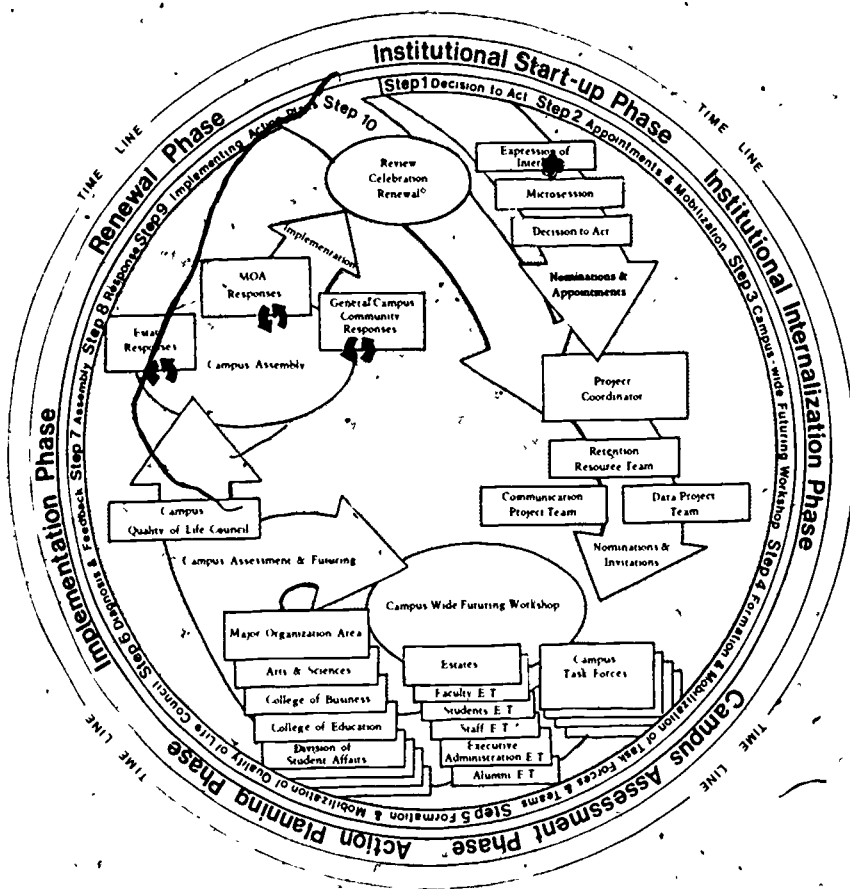 Institutional Start-up Phase
Institutional Internalization Phase
Campus Assessment Phase
Action Planning Phase
Implementation Phase
Renewal Phase
TIME LINE
TIME LINE
TIME LINE
TIME LINE
Step 1 Decision to Act
Step 2 Appointments & Mobilization
Step 3 Campus-wide Futuring Workshop
Step 4 Formation & Mobilization of Task Forces & Teams
Step 5 Formation & Mobilization of Quality of Life Council
Step 6 Diagnosis & Feedback
Step 7 Assembly
Step 8 Response
Step 9 Implementing Action Plans
Step 10
Expression of
Microsession
Decision to Act
Nominations &
Appointments
Project
Coordinator
Retention
Resource Team
Communication
Project Team
Data Project
Team
Nominations &
Invitations
Campus Wide Futuring Workshop
Campus
Task Forces
Estates
Faculty E T
Students E T
Staff E T
Executive
Administration E T
Alumni E T
Major Organization Area
Arts & Sciences
College of Business
College of Education
Division of
Student Affairs
Campus Assessment & Futuring
Campus
Quality of Life Council
Campus Assembly
Responses
MOA
Responses
General Campus
Community
Responses
Implementation
Review
Celebration
Renewal